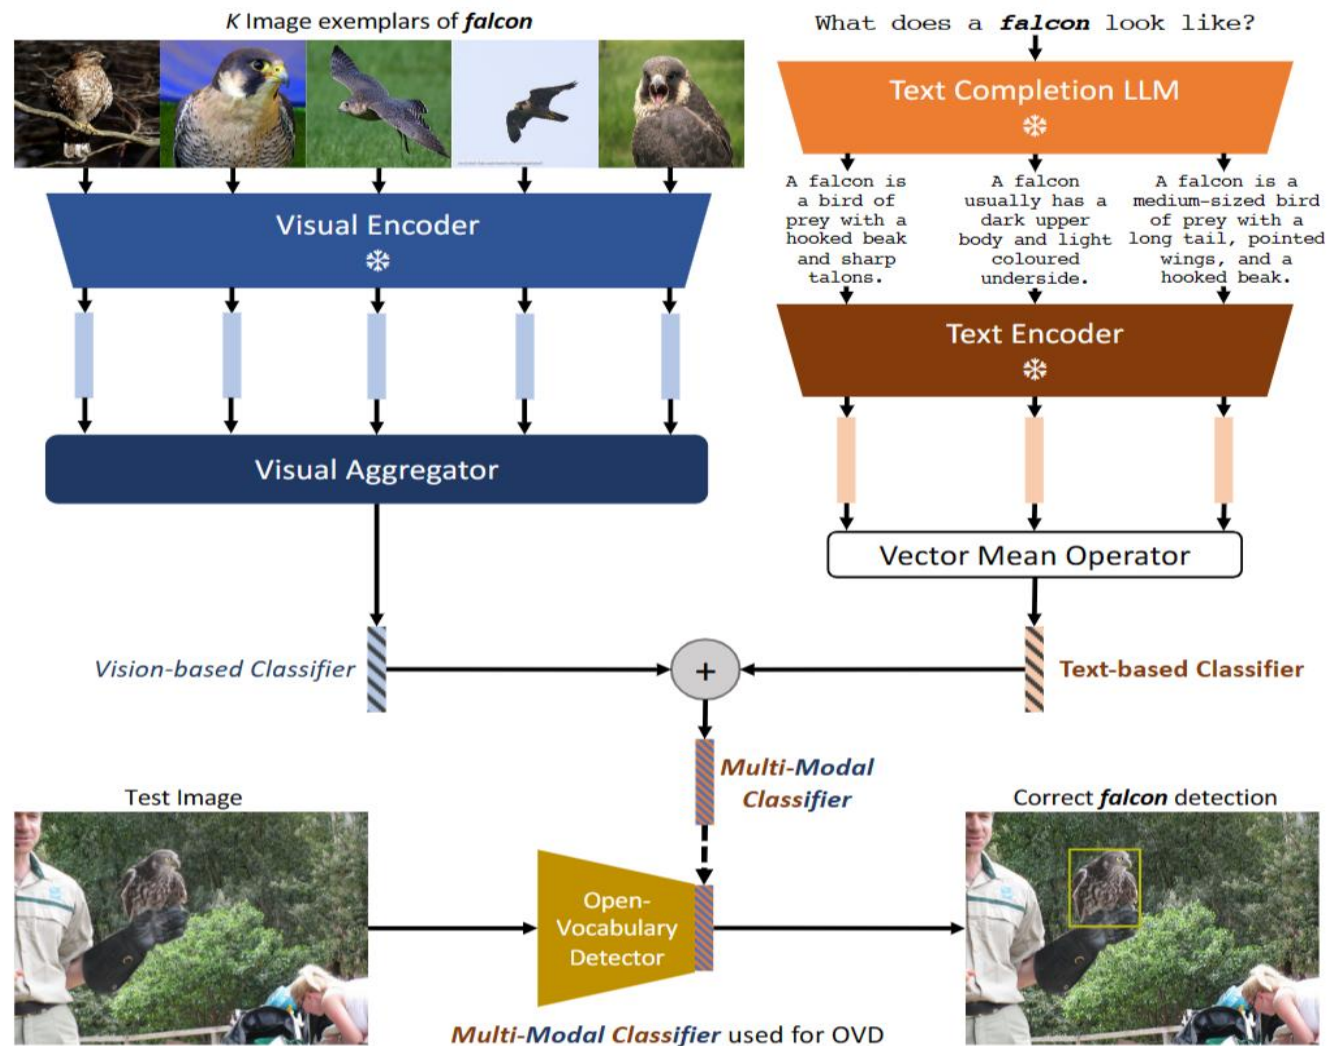 K Image exemplars of falcon
What does a falcon look like?
Text Completion LLM
A falcon is
a bird of
prey with a
hooked beak
and sharp
talons.
A falcon
usually has a
dark upper
body and light
coloured
underside.
A falcon is a
medium-sized bird
of prey with a
long tail, pointed
wings, and a
hooked beak.
Visual Encoder
Text Encoder
Visual Aggregator
Vector Mean Operator
Vision-based Classifier
+
Text-based Classifier
Multi-Modal
Classifier
Test Image
Correct falcon detection
Open-
Vocabulary
Detector
Multi-Modal Classifier used for OVD